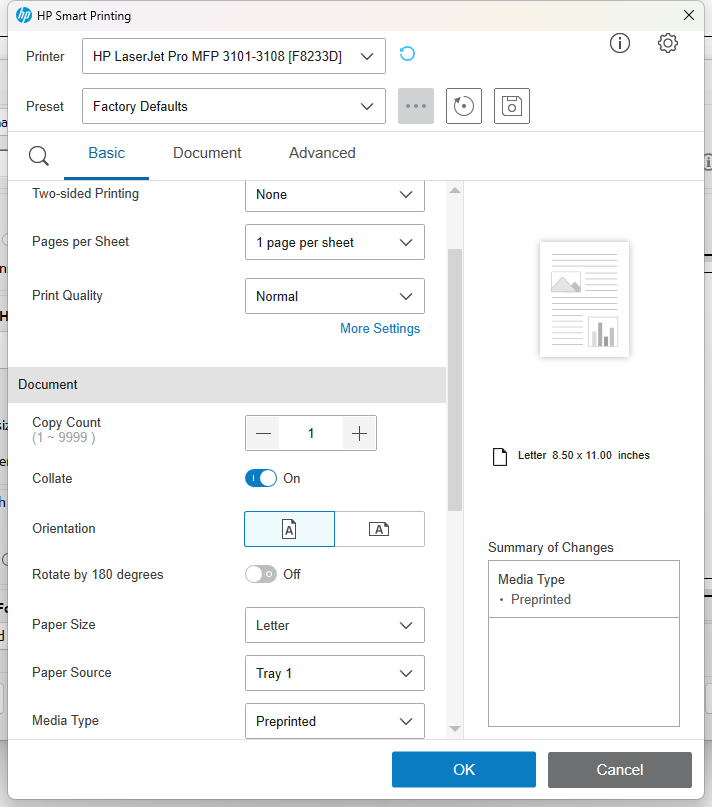 HP Smart Printing
Printer
HP LaserJet Pro MFP 3101-3108 [F8233D]
Preset
Factory Defaults
Basic
Document
Advanced
Two-sided Printing
None
Pages per Sheet
1 page per sheet
Print Quality
Normal
More Settings
Document
Copy Count
(1 ~ 9999 )
1
Collate
On
Orientation
A
A
Rotate by 180 degrees
Off
Paper Size
Letter
Paper Source
Tray 1
Media Type
Preprinted
Letter 8.50 x 11.00 inches
Summary of Changes
Media Type
• Preprinted
OK
Cancel